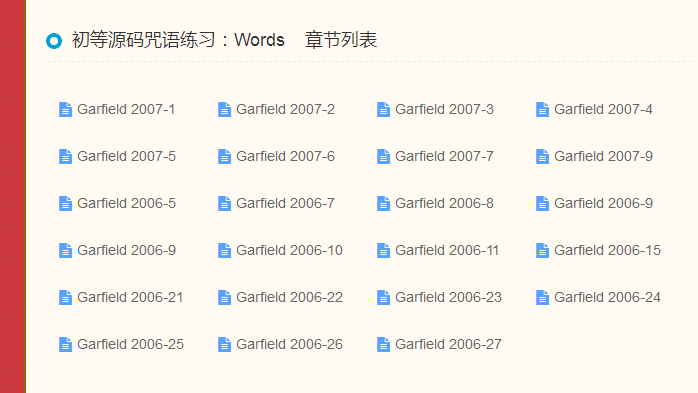 初等源码咒语练习：Words 章节列表
Garfield 2007-1 Garfield 2007-2 Garfield 2007-3 Garfield 2007-4
Garfield 2007-5 Garfield 2007-6 Garfield 2007-7 Garfield 2007-9
Garfield 2006-5 Garfield 2006-7 Garfield 2006-8 Garfield 2006-9
Garfield 2006-9 Garfield 2006-10 Garfield 2006-11 Garfield 2006-15
Garfield 2006-21 Garfield 2006-22 Garfield 2006-23 Garfield 2006-24
Garfield 2006-25 Garfield 2006-26 Garfield 2006-27